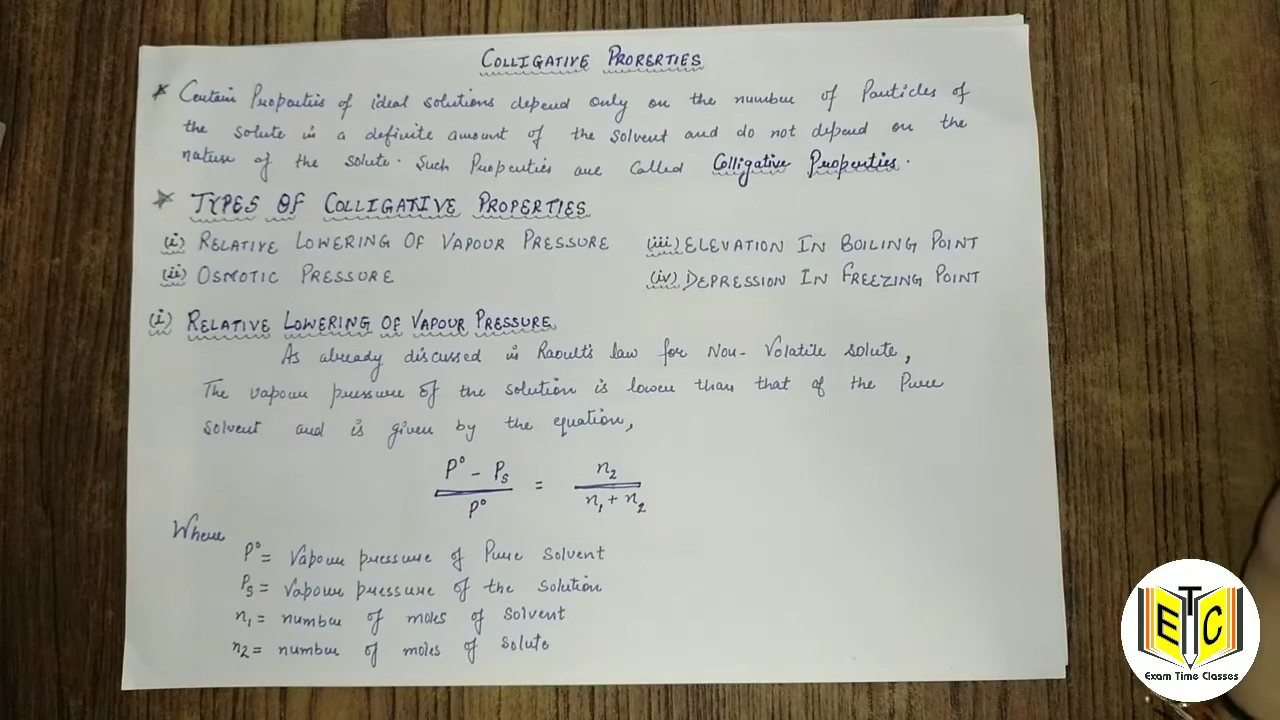 COLLIGATIVE PROPERTIES
* Certain Properties of ideal solutions depend only on the number of Particles of
the solute in a definite amount of the solvent and do not depend on the
nature of the solute. Such Properties are called Colligative Properties.
* TYPES OF COLLIGATIVE PROPERTIES
(i) RELATIVE LOWERING OF VAPOUR PRESSURE (iii) ELEVATION IN BOILING POINT
(ii) OSMOTIC PRESSURE (iv) DEPRESSION IN FREEZING POINT
(i) RELATIVE LOWERING OF VAPOUR PRESSURE
As already discussed in Raoult's law for Non-Volatile solute,
The vapour pressure of the solution is lower than that of the Pure
solvent and is given by the equation,
P° - Ps / P° = n2 / n1 + n2
Where
P° = Vapour pressure of Pure solvent
Ps = Vapour pressure of the solution
n1 = number of moles of solvent
n2 = number of moles of solute
ETC
Exam Time Classes